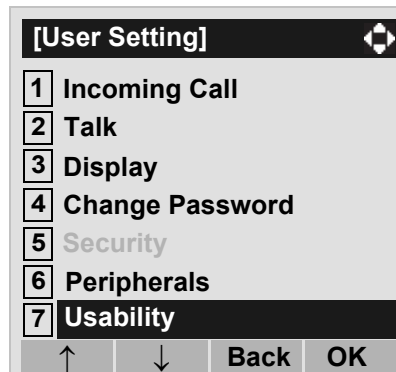 [User Setting]
1 Incoming Call
2 Talk
3 Display
4 Change Password
5 Security
6 Peripherals
7 Usability
↑ ↓ Back OK